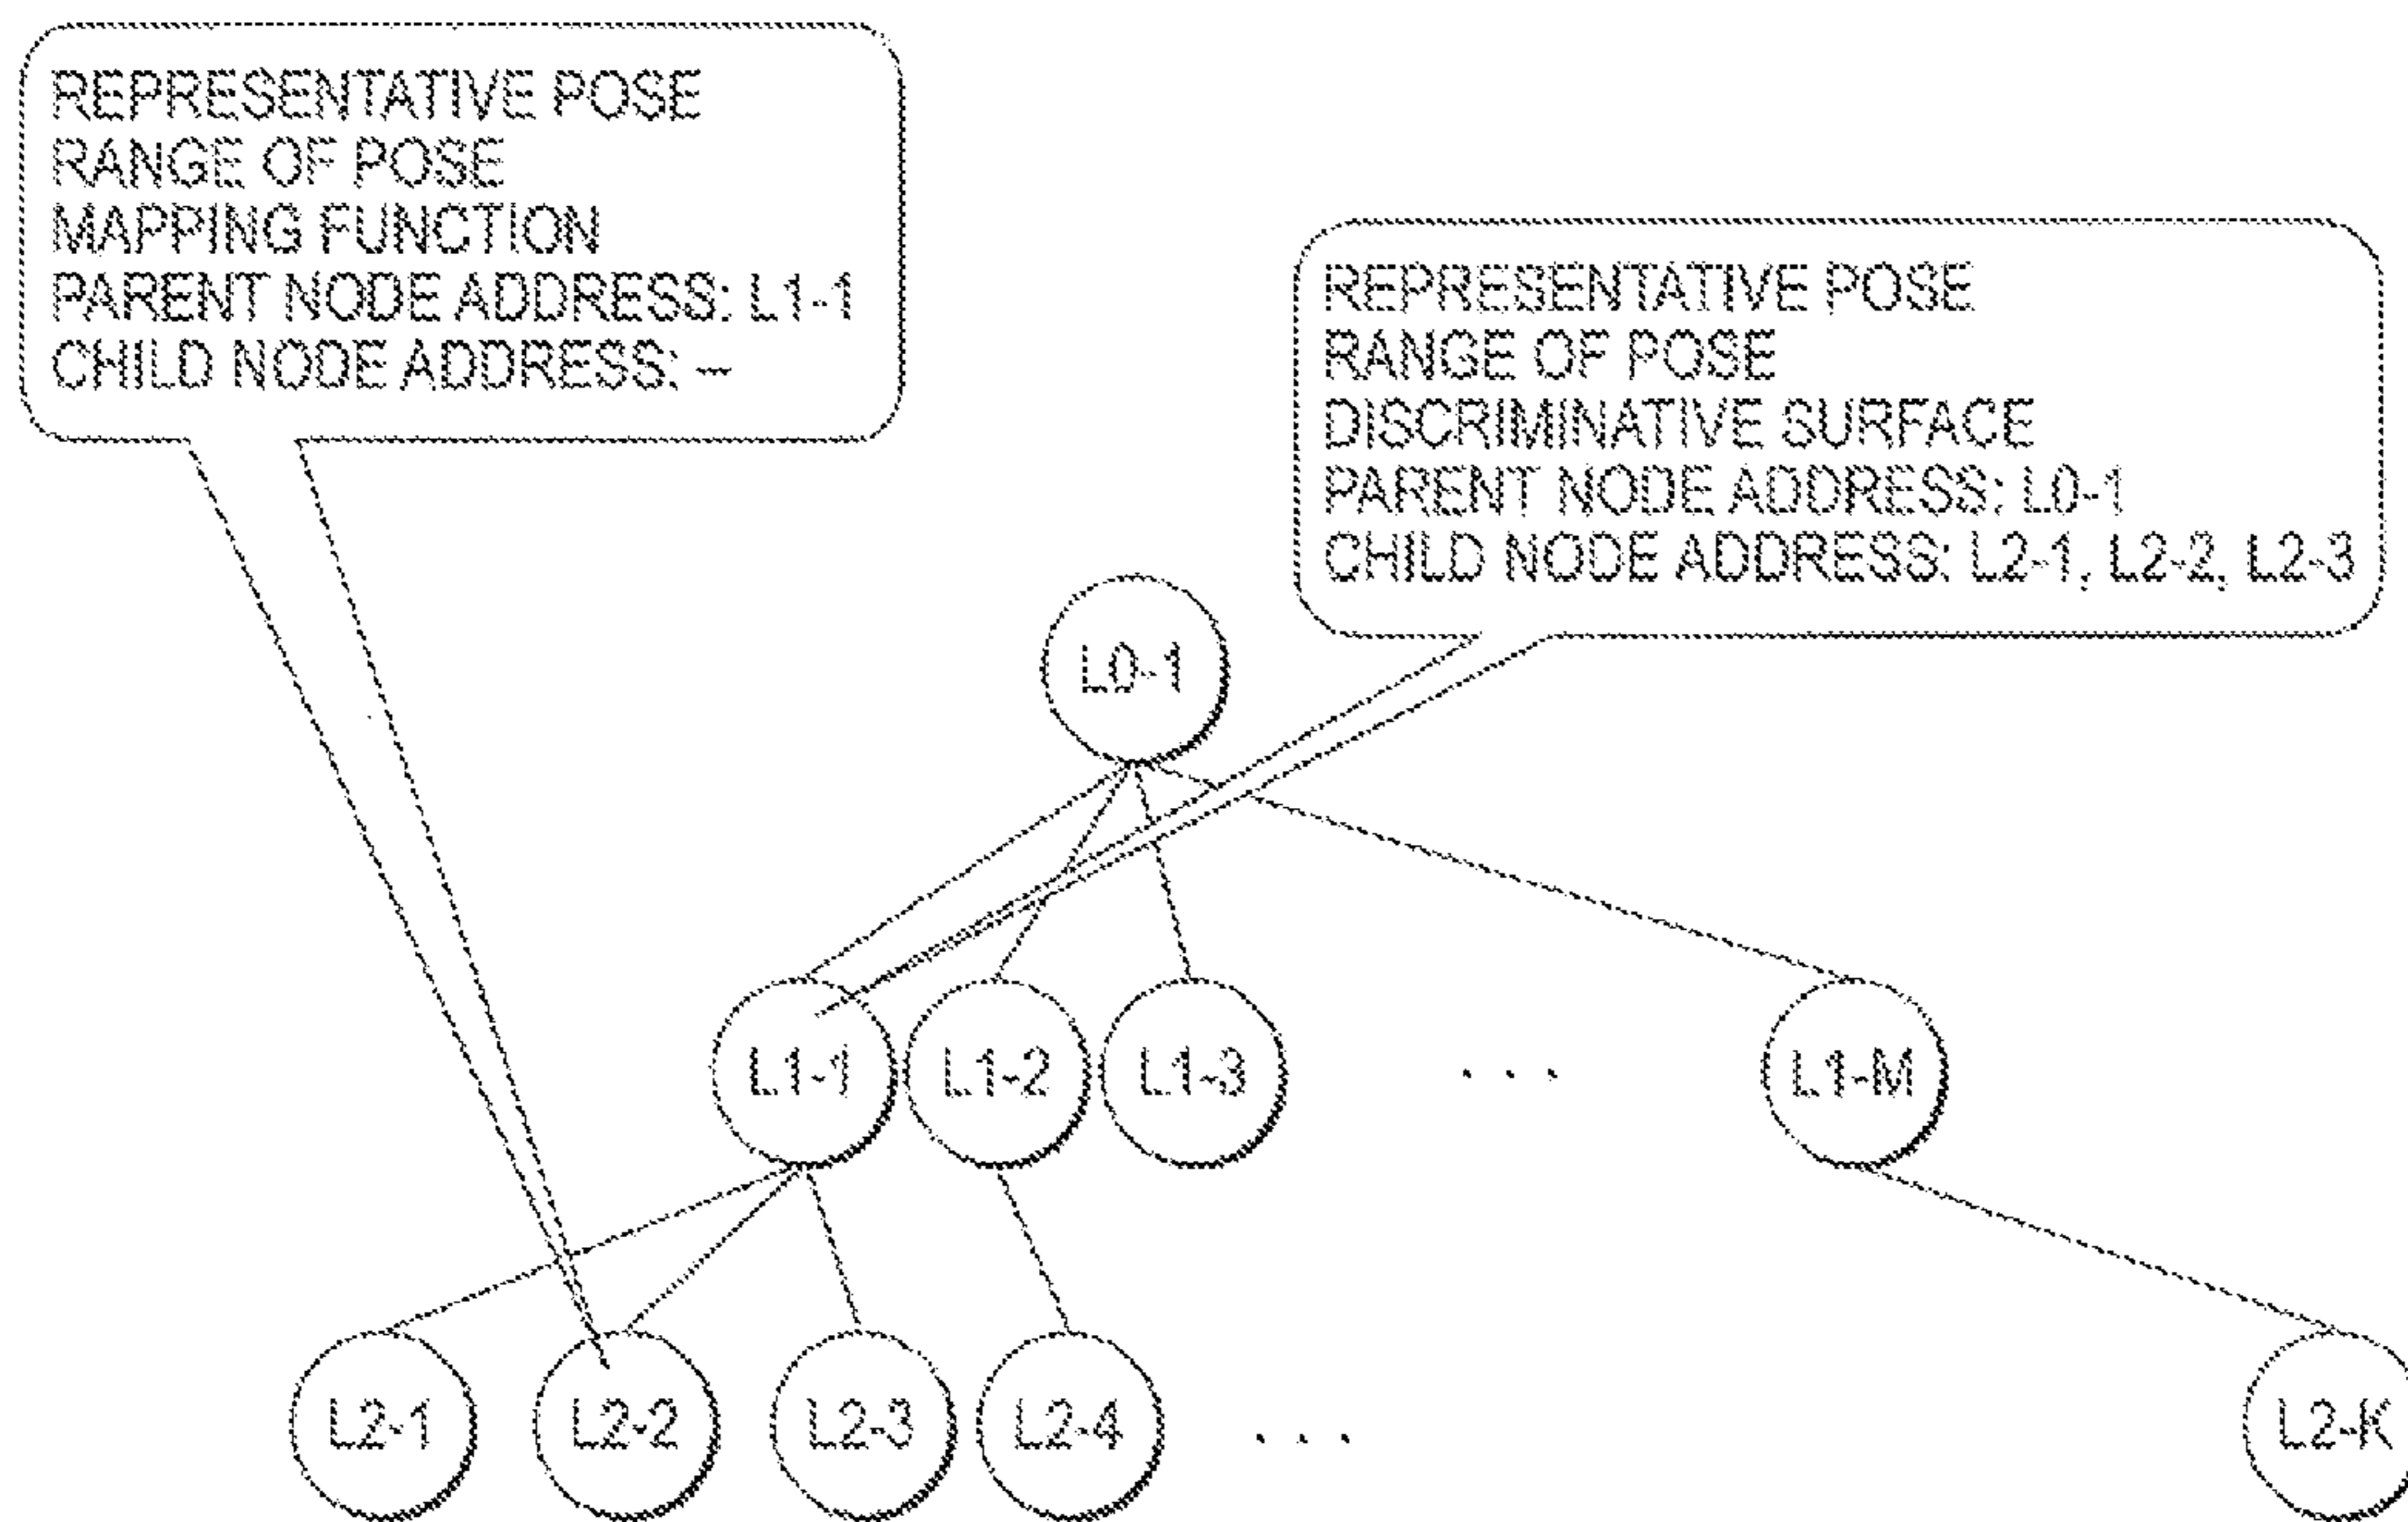 REPRESENTATIVE POSE
RANGE OF POSE
MAPPING FUNCTION
PARENT NODE ADDRESS: L1-1
CHILD NODE ADDRESS: --
REPRESENTATIVE POSE
RANGE OF POSE
DISCRIMINATIVE SURFACE
PARENT NODE ADDRESS: L0-1
CHILD NODE ADDRESS: L2-1, L2-2, L2-3
L0-1
L1-1 L1-2 L1-3 ... L1-M
L2-1 L2-2 L2-3 L2-4 ... L2-K